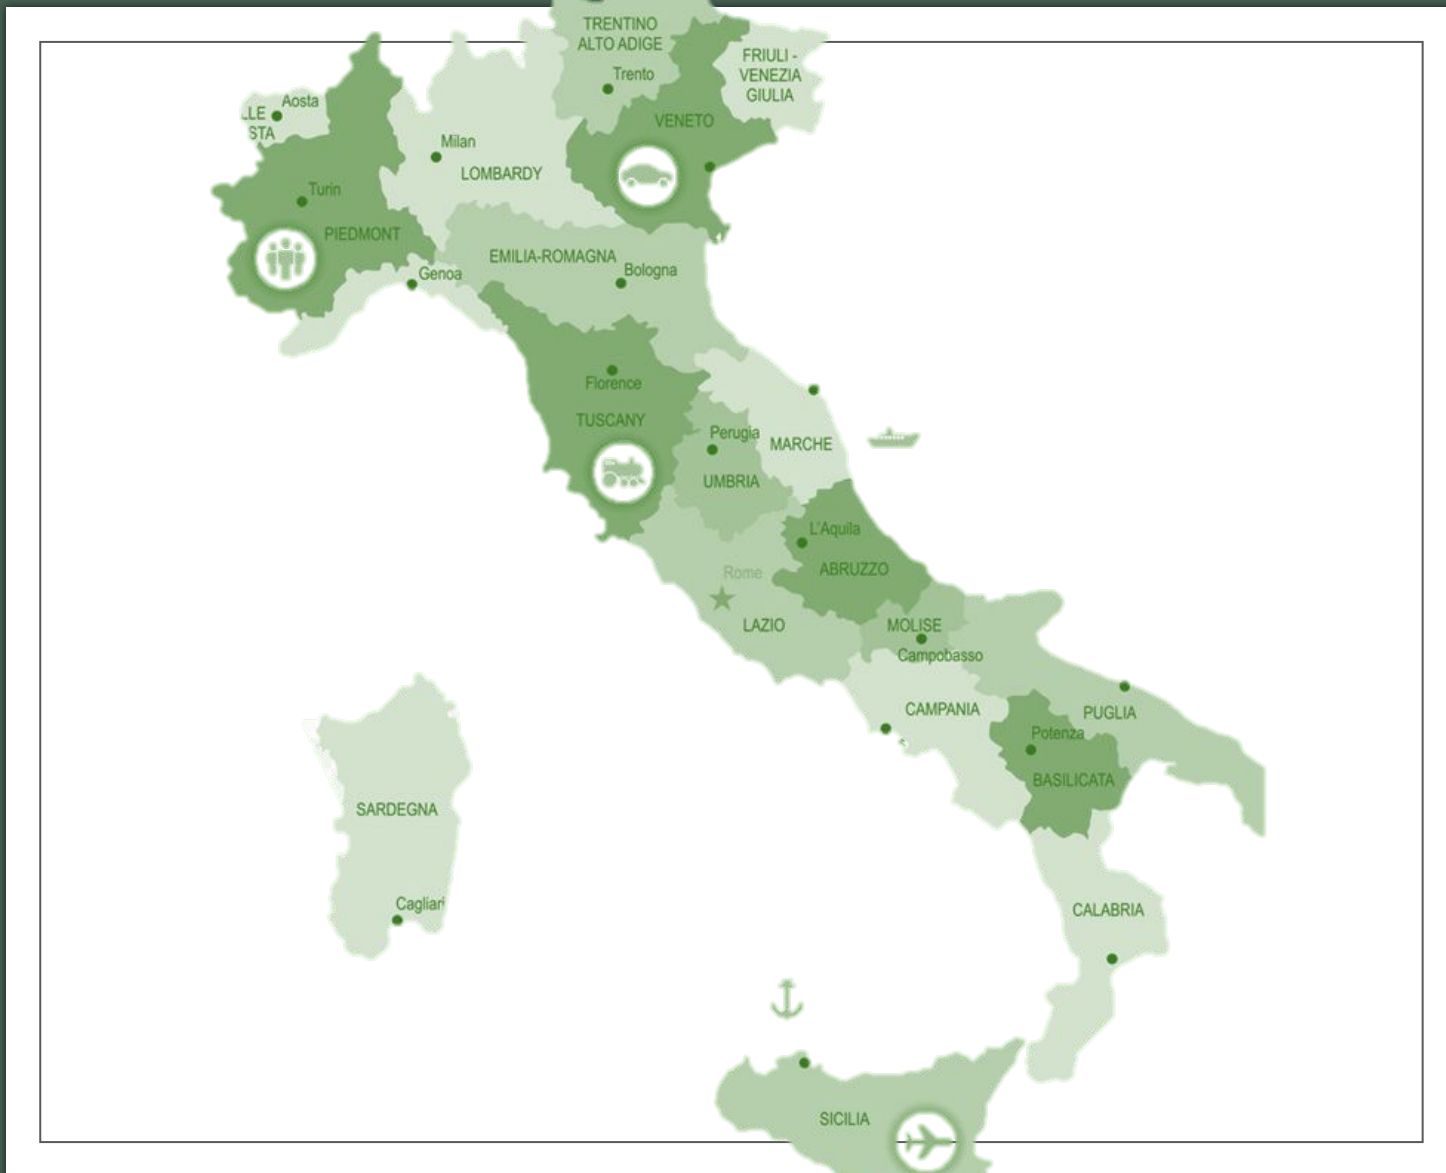 TRENTINO
ALTO ADIGE
Trento
FRIULI -
VENEZIA
GIULIA
Aosta
LLE
STA
VENETO
Milan
LOMBARDY
Turin
PIEDMONT
EMILIA-ROMAGNA
Bologna
Genoa
Florence
TUSCANY
Perugia
MARCHE
UMBRIA
L'Aquila
ABRUZZO
Rome
LAZIO
MOLISE
Campobasso
CAMPANIA
PUGLIA
Potenza
BASILICATA
SARDEGNA
Cagliari
CALABRIA
SICILIA